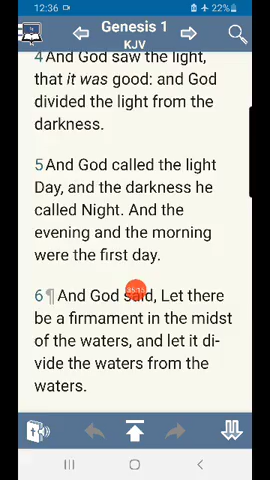 12:36 22%
Genesis 1
KJV
4 And God saw the light,
that it was good: and God
divided the light from the
darkness.
5 And God called the light
Day, and the darkness he
called Night. And the
evening and the morning
were the first day.
6 ¶ And God said, Let there
be a firmament in the midst
of the waters, and let it di-
vide the waters from the
waters.